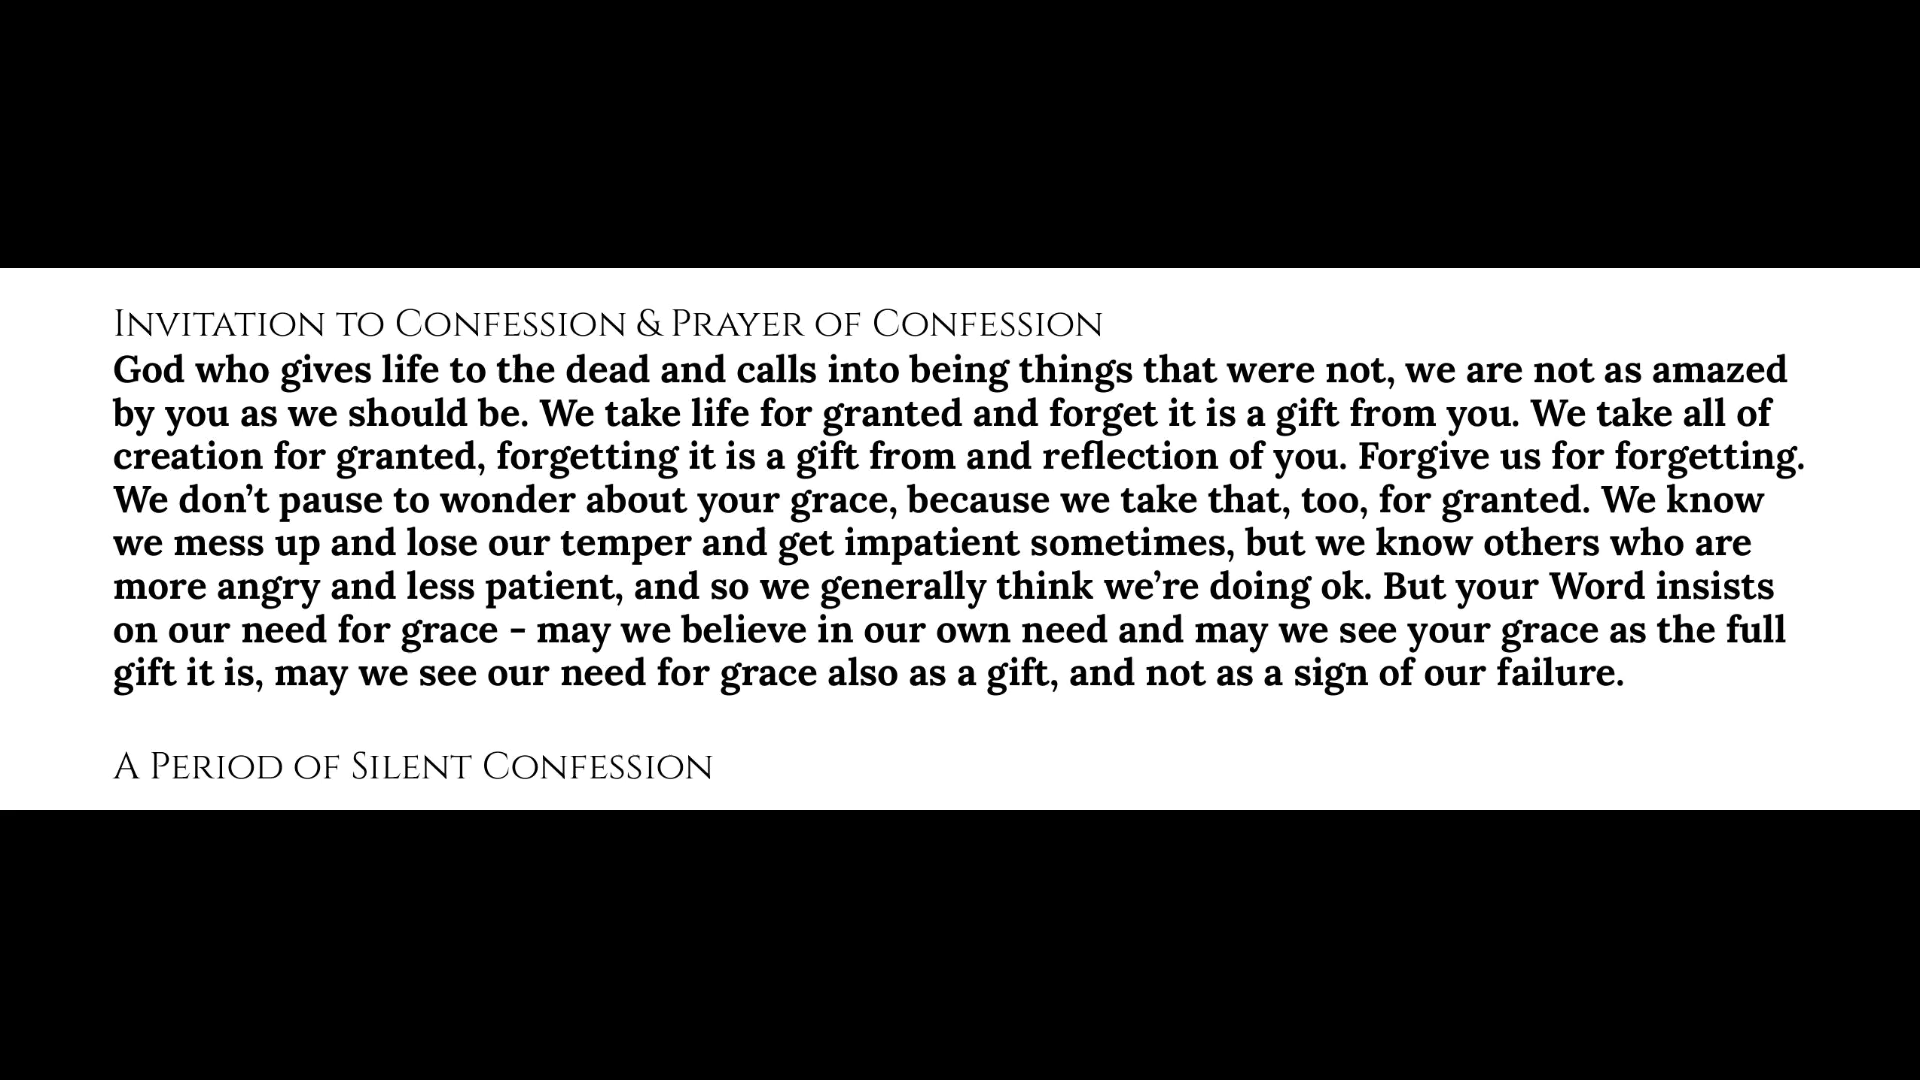 Invitation to Confession & Prayer of Confession
God who gives life to the dead and calls into being things that were not, we are not as amazed
by you as we should be. We take life for granted and forget it is a gift from you. We take all of
creation for granted, forgetting it is a gift from and reflection of you. Forgive us for forgetting.
We don’t pause to wonder about your grace, because we take that, too, for granted. We know
we mess up and lose our temper and get impatient sometimes, but we know others who are
more angry and less patient, and so we generally think we’re doing ok. But your Word insists
on our need for grace - may we believe in our own need and may we see your grace as the full
gift it is, may we see our need for grace also as a gift, and not as a sign of our failure.
A Period of Silent Confession